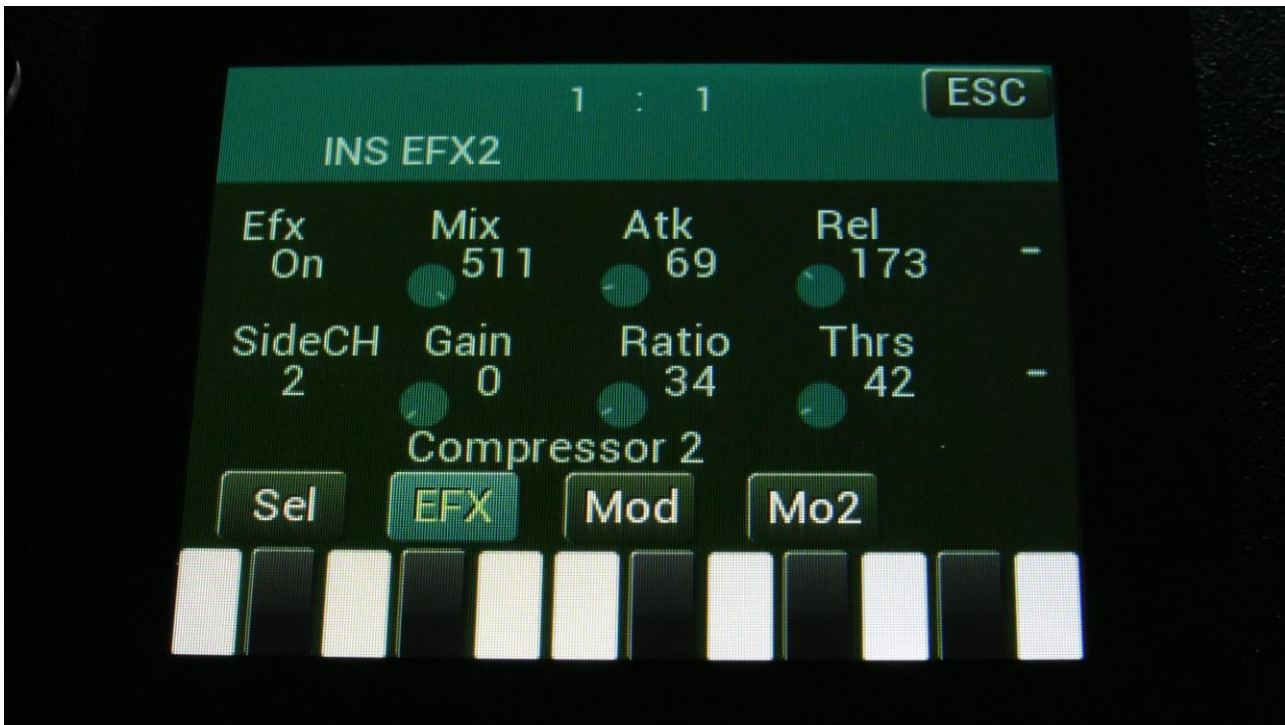 1 : 1 ESC
INS EFX2
Efx Mix Atk Rel
On 511 69 173 -
SideCH Gain Ratio Thrs
2 0 34 42 -
Compressor 2
Sel EFX Mod Mo2